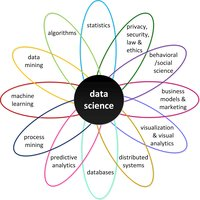 statistics
privacy,
security,
law &
ethics
behavioral
/social
science
business
models &
marketing
visualization
& visual
analytics
distributed
systems
databases
predictive
analytics
process
mining
machine
learning
data
mining
algorithms
data
science